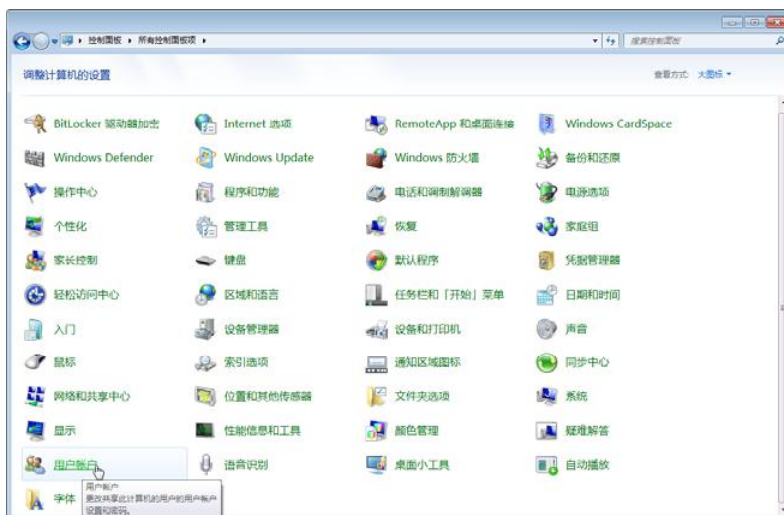 控制面板 ▸ 所有控制面板项 ▸ 搜索控制面板
调整计算机的设置 查看方式: 大图标
BitLocker 驱动器加密 Internet 选项 RemoteApp 和桌面连接 Windows CardSpace
Windows Defender Windows Update Windows 防火墙 备份和还原
操作中心 程序和功能 电话和调制解调器 电源选项
个性化 管理工具 恢复 家庭组
家长控制 键盘 默认程序 凭据管理器
轻松访问中心 区域和语言 任务栏和「开始」菜单 日期和时间
入门 设备管理器 设备和打印机 声音
鼠标 索引选项 通知区域图标 同步中心
网络和共享中心 位置和其他传感器 文件夹选项 系统
显示 性能信息和工具 颜色管理 疑难解答
用户帐户 语音识别 桌面小工具 自动播放
字体
用户帐户
更改共享此计算机的用户的用户帐户
设置和密码。